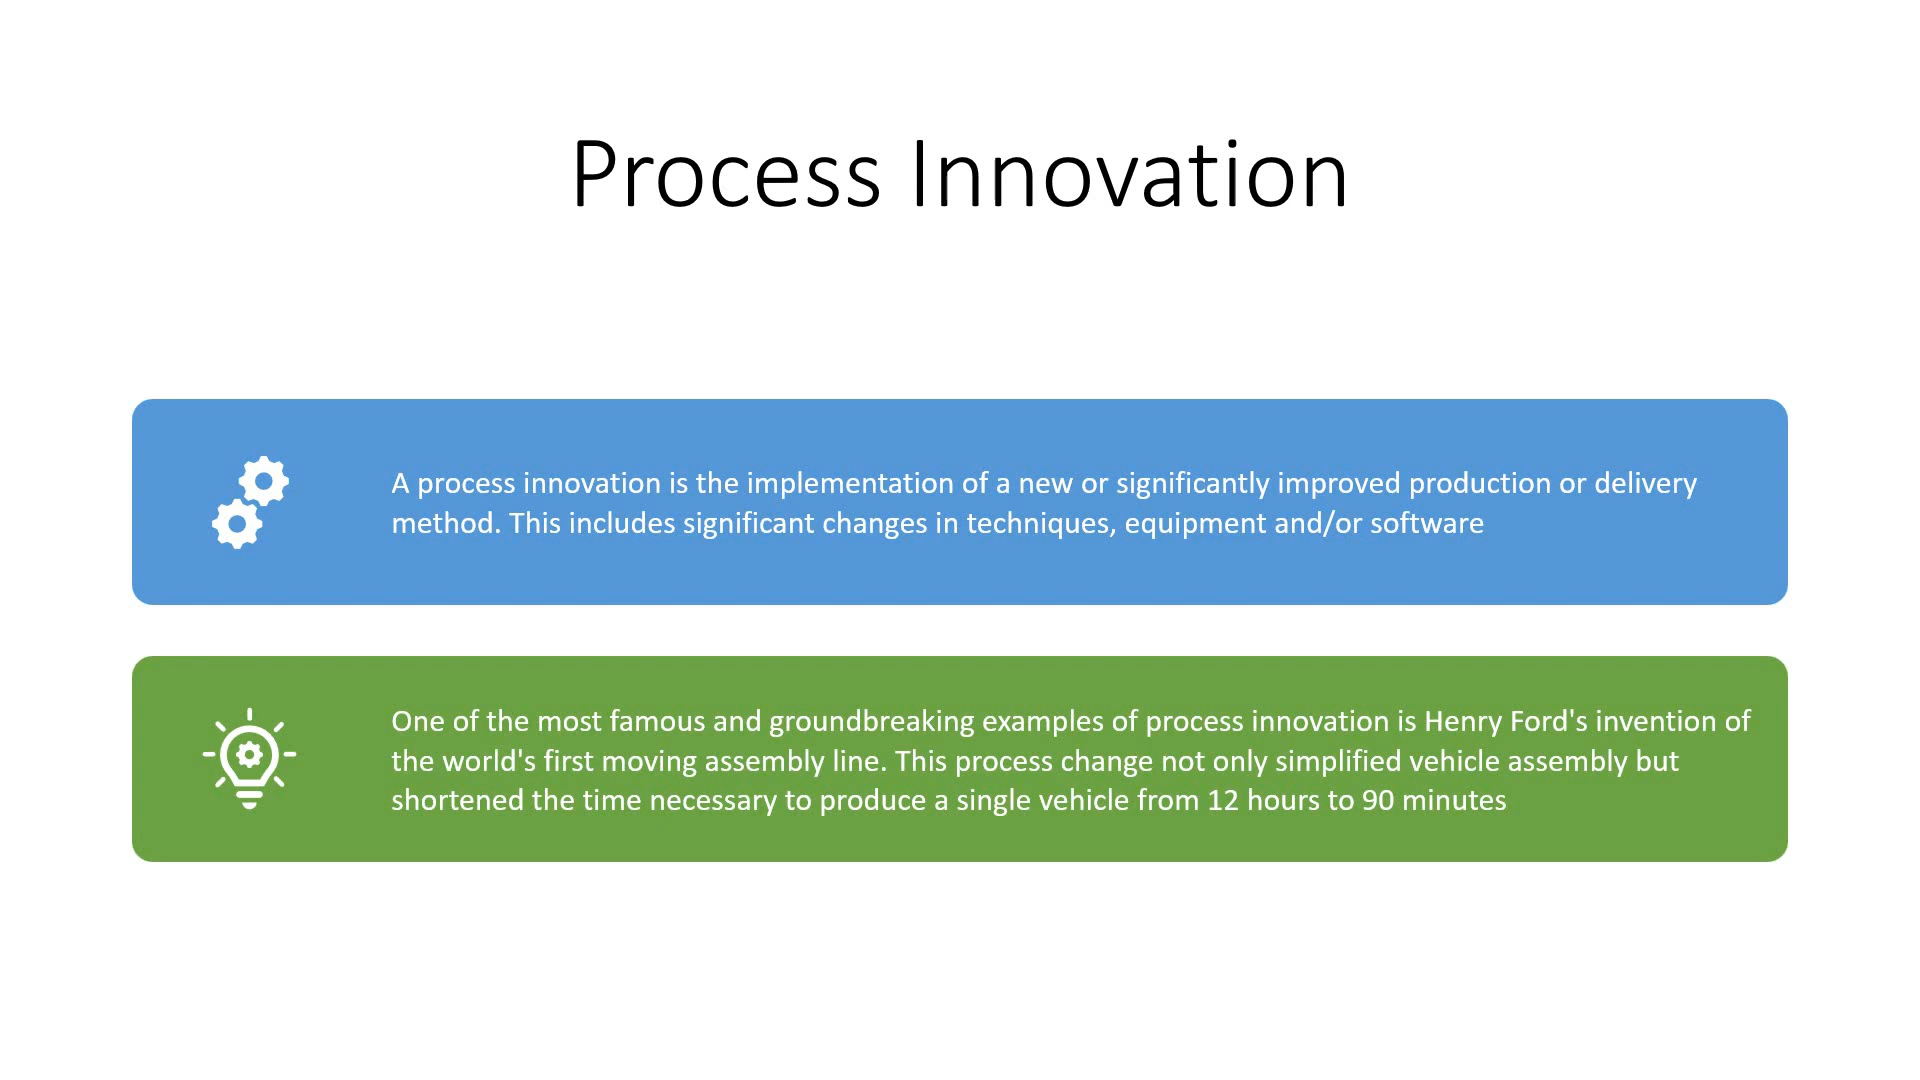 Process Innovation
A process innovation is the implementation of a new or significantly improved production or delivery
method. This includes significant changes in techniques, equipment and/or software
One of the most famous and groundbreaking examples of process innovation is Henry Ford's invention of
the world's first moving assembly line. This process change not only simplified vehicle assembly but
shortened the time necessary to produce a single vehicle from 12 hours to 90 minutes